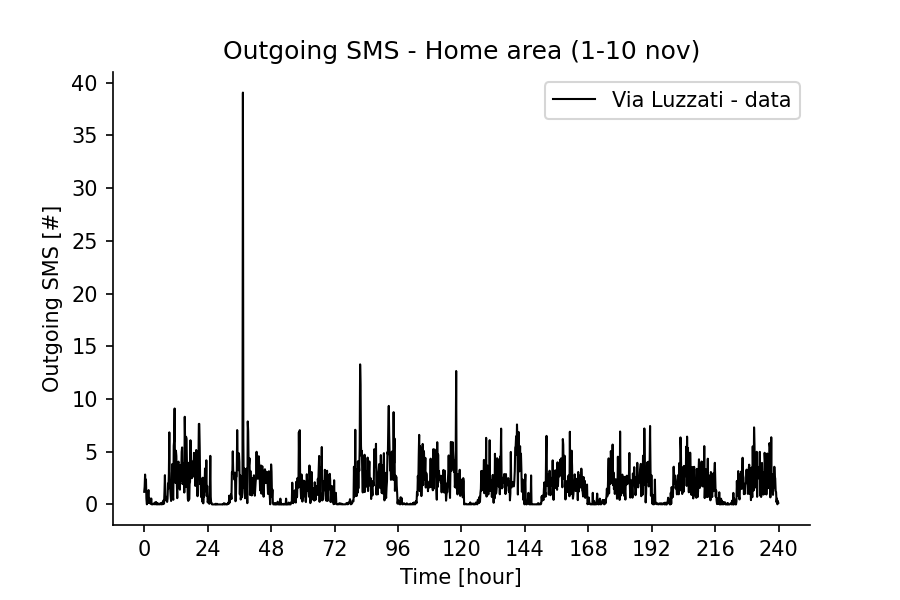 Outgoing SMS - Home area (1-10 nov)
Via Luzzati - data
Outgoing SMS [#]
40
35
30
25
20
15
10
5
0
0 24 48 72 96 120 144 168 192 216 240
Time [hour]